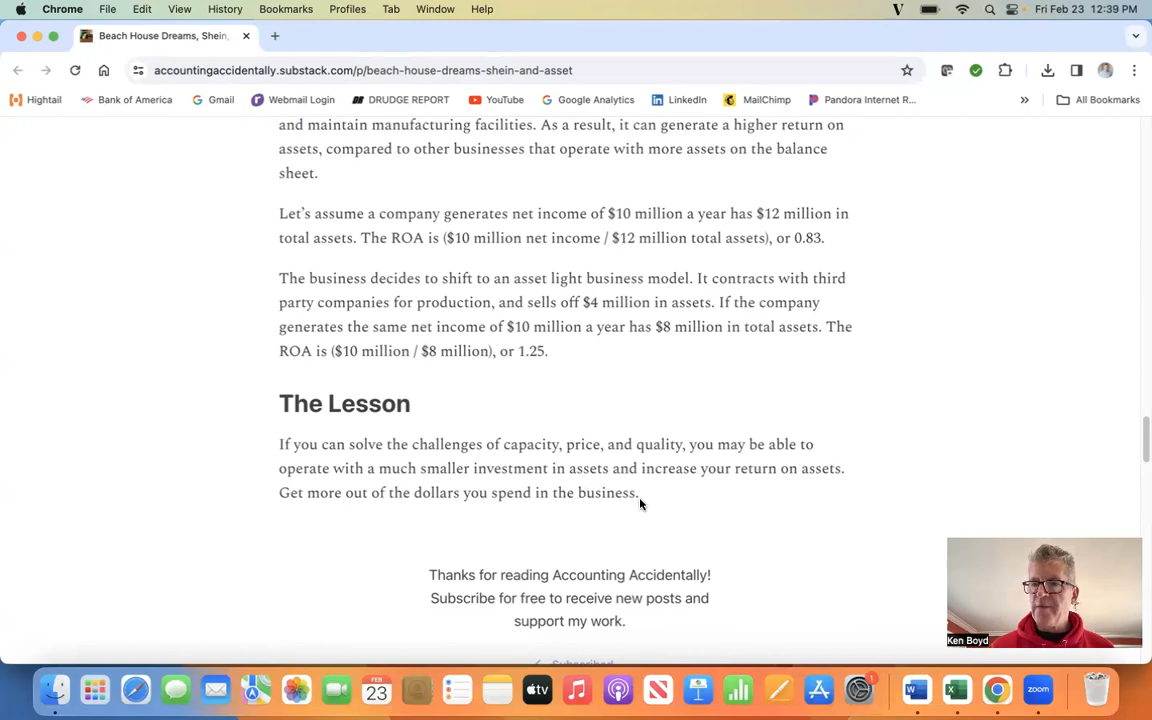 Chrome File Edit View History Bookmarks Profiles Tab Window Help Fri Feb 23 12:39 PM
Beach House Dreams, Shein,
accountingaccidentally.substack.com/p/beach-house-dreams-shein-and-asset
Hightail Bank of America Gmail Webmail Login DRUDGE REPORT YouTube Google Analytics LinkedIn MailChimp Pandora Internet R... » All Bookmarks
and maintain manufacturing facilities. As a result, it can generate a higher return on
assets, compared to other businesses that operate with more assets on the balance
sheet.
Let’s assume a company generates net income of $10 million a year has $12 million in
total assets. The ROA is ($10 million net income / $12 million total assets), or 0.83.
The business decides to shift to an asset light business model. It contracts with third
party companies for production, and sells off $4 million in assets. If the company
generates the same net income of $10 million a year has $8 million in total assets. The
ROA is ($10 million / $8 million), or 1.25.
The Lesson
If you can solve the challenges of capacity, price, and quality, you may be able to
operate with a much smaller investment in assets and increase your return on assets.
Get more out of the dollars you spend in the business.
Thanks for reading Accounting Accidentally!
Subscribe for free to receive new posts and
support my work.
Subscribed
Ken Boyd
FEB
23
tv
zoom